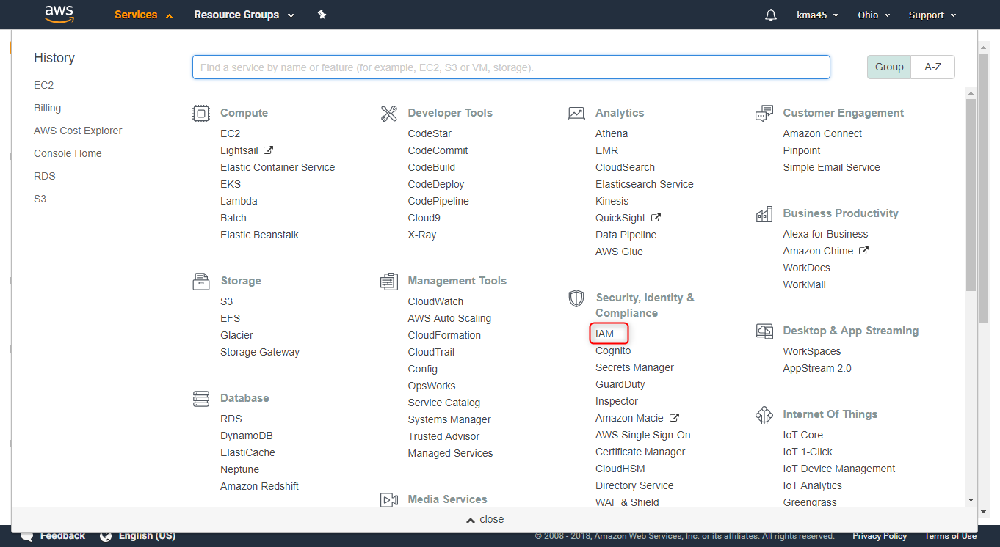 aws
Services
Resource Groups
kma45
Ohio
Support
History
EC2
Billing
AWS Cost Explorer
Console Home
RDS
S3
Find a service by name or feature (for example, EC2, S3 or VM, storage).
Group
A-Z
Compute
EC2
Lightsail
Elastic Container Service
EKS
Lambda
Batch
Elastic Beanstalk
Storage
S3
EFS
Glacier
Storage Gateway
Database
RDS
DynamoDB
ElastiCache
Neptune
Amazon Redshift
Developer Tools
CodeStar
CodeCommit
CodeBuild
CodeDeploy
CodePipeline
Cloud9
X-Ray
Management Tools
CloudWatch
AWS Auto Scaling
CloudFormation
CloudTrail
Config
OpsWorks
Service Catalog
Systems Manager
Trusted Advisor
Managed Services
Media Services
Analytics
Athena
EMR
CloudSearch
Elasticsearch Service
Kinesis
QuickSight
Data Pipeline
AWS Glue
Security, Identity &
Compliance
IAM
Cognito
Secrets Manager
GuardDuty
Inspector
Amazon Macie
AWS Single Sign-On
Certificate Manager
CloudHSM
Directory Service
WAF & Shield
Customer Engagement
Amazon Connect
Pinpoint
Simple Email Service
Business Productivity
Alexa for Business
Amazon Chime
WorkDocs
WorkMail
Desktop & App Streaming
WorkSpaces
AppStream 2.0
Internet Of Things
IoT Core
IoT 1-Click
IoT Device Management
IoT Analytics
Greengrass
close
Feedback
English (US)
© 2008 - 2018, Amazon Web Services, Inc. or its affiliates. All rights reserved.
Privacy Policy
Terms of Use